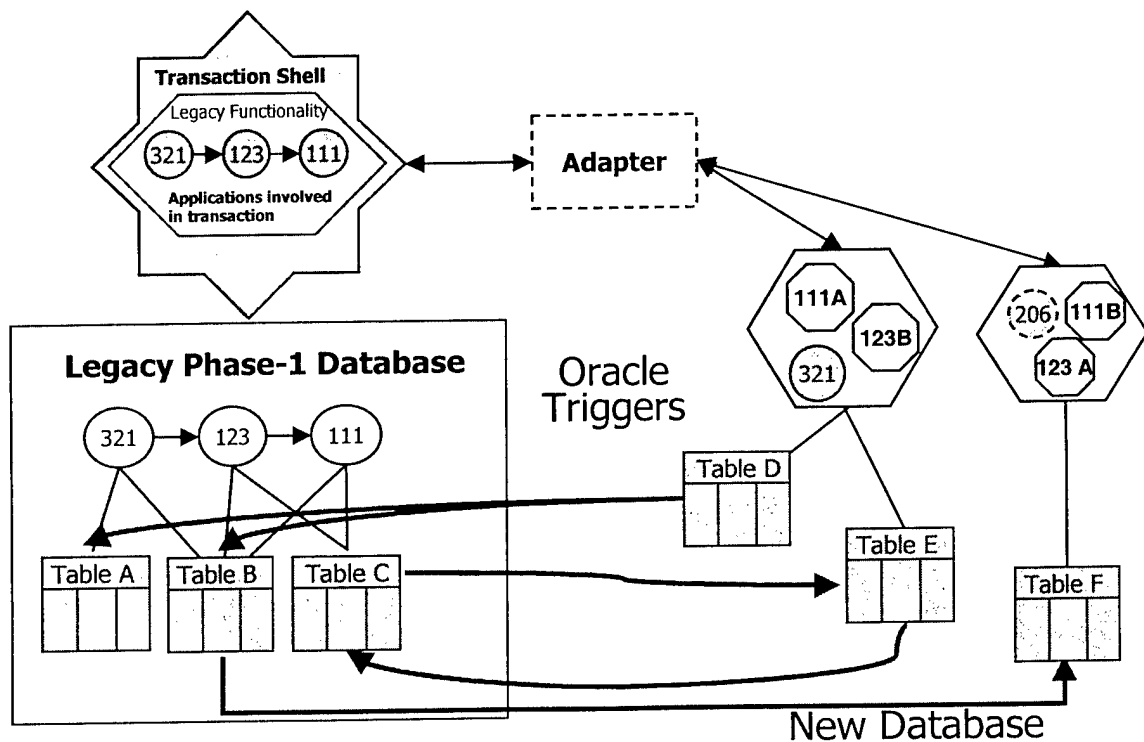 Transaction Shell
Legacy Functionality
321 123 111
Applications involved
in transaction
Adapter
111A
123B
321
206
111B
123 A
Legacy Phase-1 Database
321 123 111
Oracle
Triggers
Table A
Table B
Table C
Table D
Table E
Table F
New Database